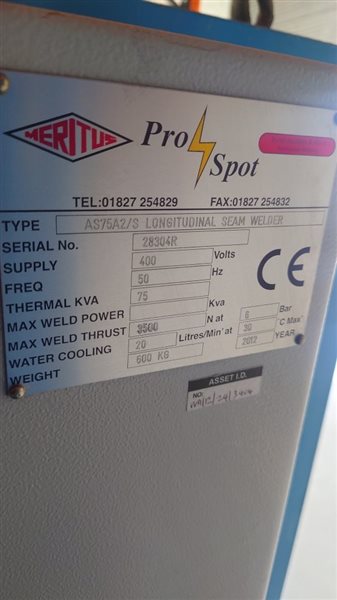 MERITUS
Pro Spot
TEL:01827 254829 FAX:01827 254832
TYPE AS75A2/S LONGITUDINAL SEAM WELDER
SERIAL No. 28304R
SUPPLY 400 Volts
FREQ 50 Hz
THERMAL KVA 75
MAX WELD POWER Kva
MAX WELD THRUST 3500 N at 6 Bar
WATER COOLING 20 Litres/Min' at 30 °C Max'
WEIGHT 600 KG 2012 YEAR
CE
ASSET I.D.
NO: